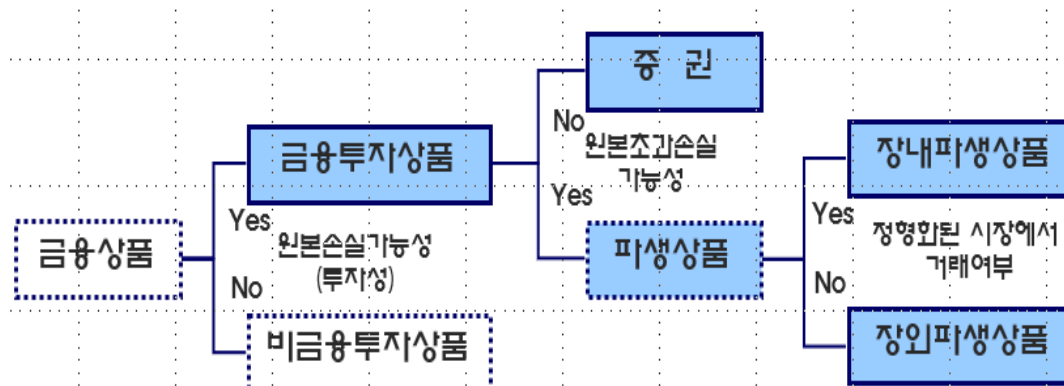 증 권
No
원본초과손실
가능성
금융투자상품
장내파생상품
Yes
Yes
원본손실가능성
(투자성)
금융상품
파생상품
Yes
정형화된 시장에서
거래여부
No
No
비금융투자상품
장외파생상품